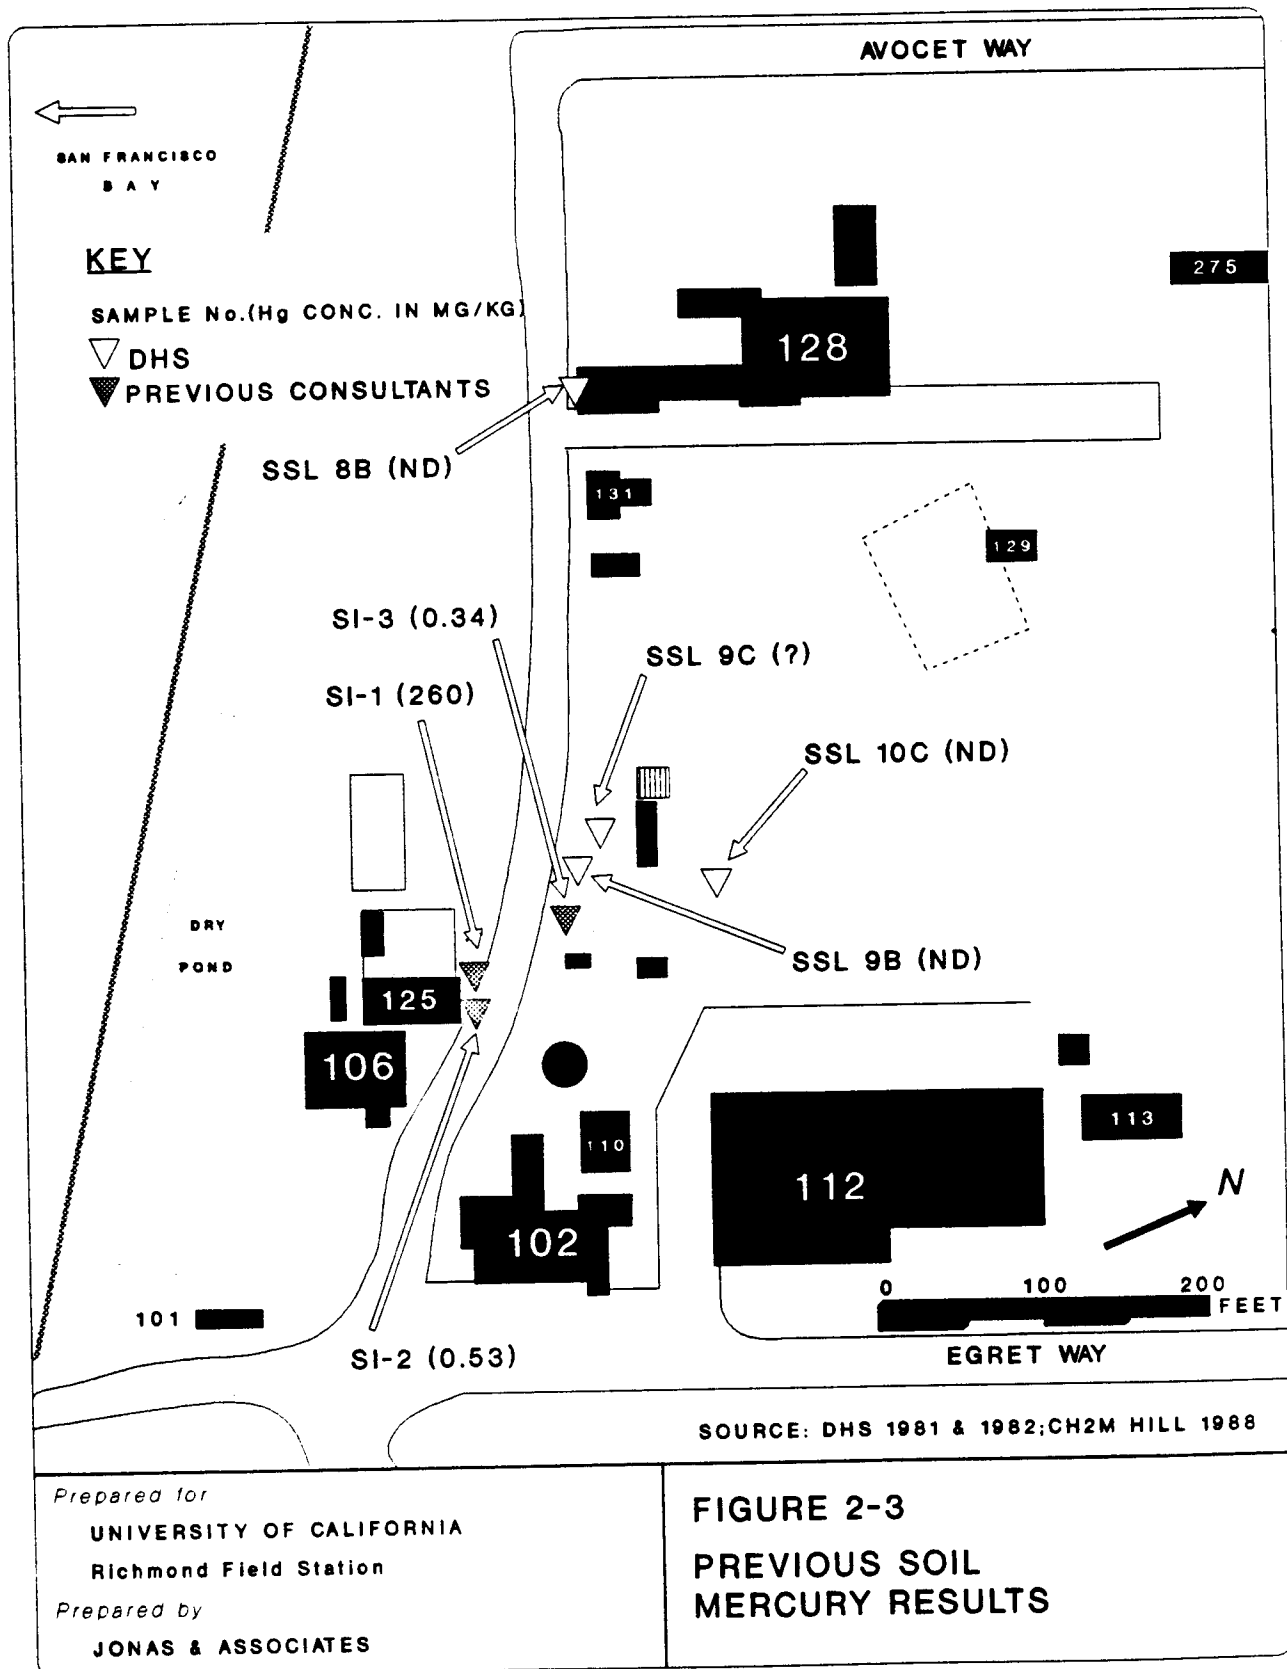 AVOCET WAY
SAN FRANCISCO
BAY
KEY
SAMPLE No.(Hg CONC. IN MG/KG)
DHS
PREVIOUS CONSULTANTS
275
128
SSL 8B (ND)
131
129
SI-3 (0.34)
SSL 9C (?)
SI-1 (260)
SSL 10C (ND)
DRY
POND
SSL 9B (ND)
125
106
110
113
112
N
102
0 100 200
FEET
101
SI-2 (0.53)
EGRET WAY
SOURCE: DHS 1981 & 1982;CH2M HILL 1988
Prepared for
UNIVERSITY OF CALIFORNIA
Richmond Field Station
Prepared by
JONAS & ASSOCIATES
FIGURE 2-3
PREVIOUS SOIL
MERCURY RESULTS